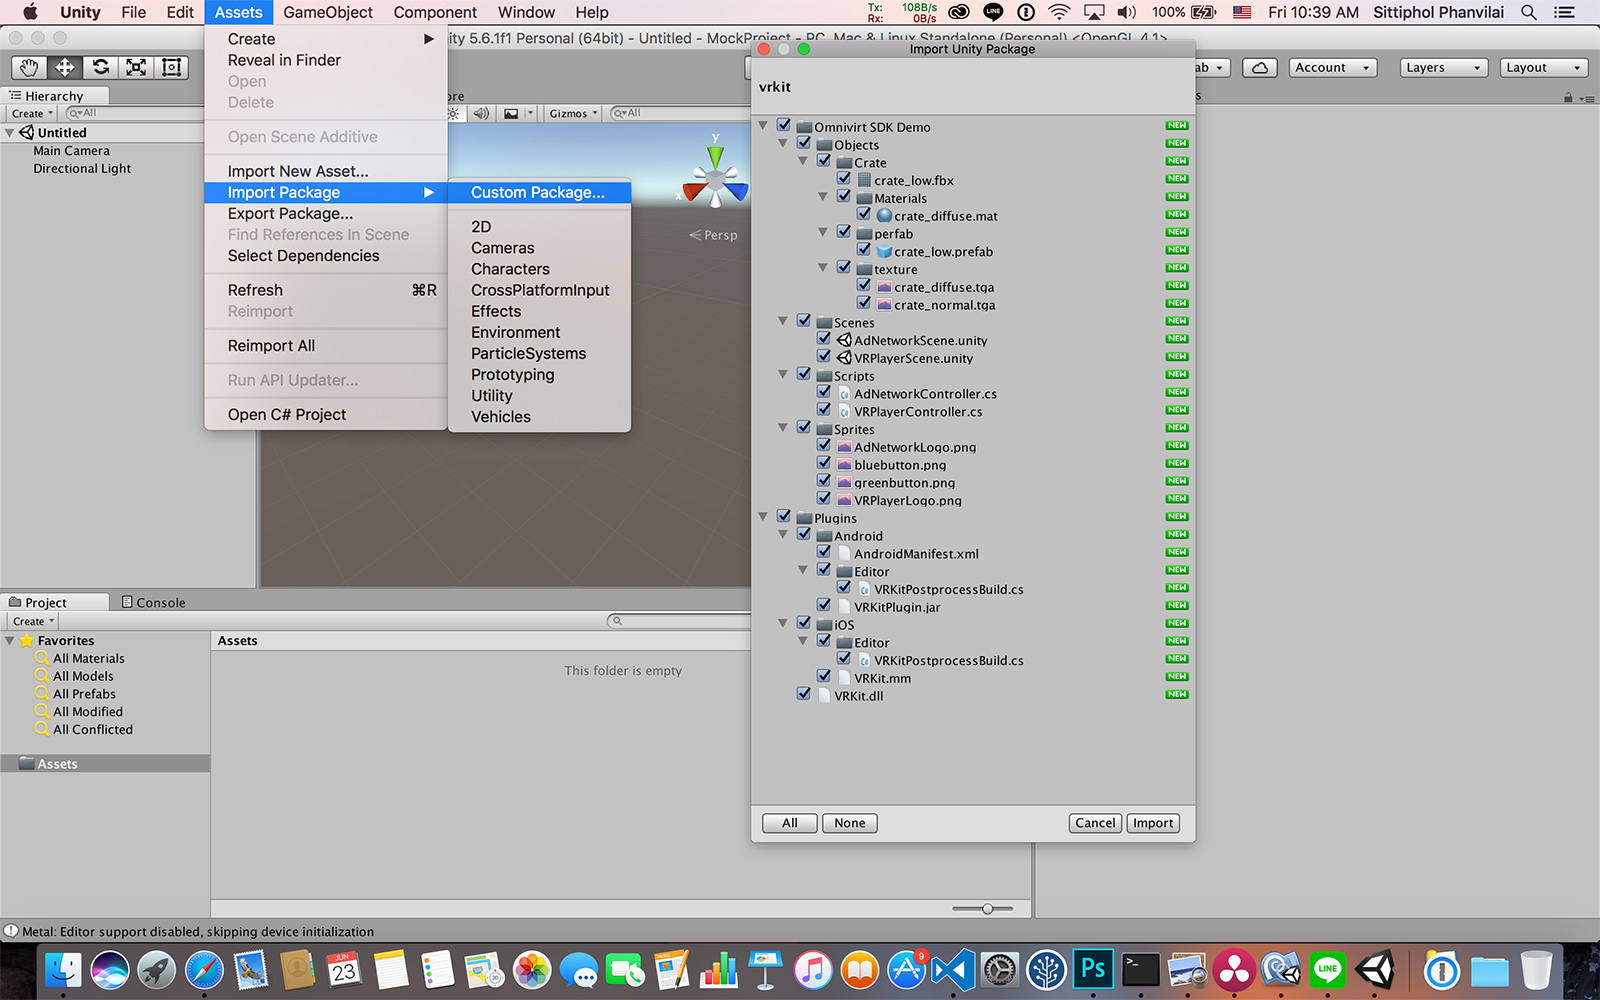 Unity File Edit Assets GameObject Component Window Help
Tx: 108B/s
Rx: 0B/s
LINE
100% Fri 10:39 AM Sittiphol Phanvilai
ity 5.6.1f1 Personal (64bit) - Untitled - MockProject - PC, Mac & Linux Standalone (Personal) <OpenGL 4.1>
Account Layers Layout
Hierarchy
Create All
Untitled
Main Camera
Directional Light
Create
Reveal in Finder
Open
Delete
Open Scene Additive
Import New Asset...
Import Package
Export Package...
Find References In Scene
Select Dependencies
Refresh ⌘R
Reimport
Reimport All
Run API Updater...
Open C# Project
Custom Package...
2D
Cameras
Characters
CrossPlatformInput
Effects
Environment
ParticleSystems
Prototyping
Utility
Vehicles
Gizmos All
y
x
Persp
Import Unity Package
vrkit
Omnivirt SDK Demo NEW
Objects NEW
Crate NEW
crate_low.fbx NEW
Materials NEW
crate_diffuse.mat NEW
perfab NEW
crate_low.prefab NEW
texture NEW
crate_diffuse.tga NEW
crate_normal.tga NEW
Scenes NEW
AdNetworkScene.unity NEW
VRPlayerScene.unity NEW
Scripts NEW
AdNetworkController.cs NEW
VRPlayerController.cs NEW
Sprites NEW
AdNetworkLogo.png NEW
bluebutton.png NEW
greenbutton.png NEW
VRPlayerLogo.png NEW
Plugins NEW
Android NEW
AndroidManifest.xml NEW
Editor NEW
VRKitPostprocessBuild.cs NEW
VRKitPlugin.jar NEW
iOS NEW
Editor NEW
VRKitPostprocessBuild.cs NEW
VRKit.mm NEW
VRKit.dll NEW
All None Cancel Import
Project Console
Create
Favorites
All Materials
All Models
All Prefabs
All Modified
All Conflicted
Assets
Assets
This folder is empty
Metal: Editor support disabled, skipping device initialization
JUN
23
9
Ps
LINE